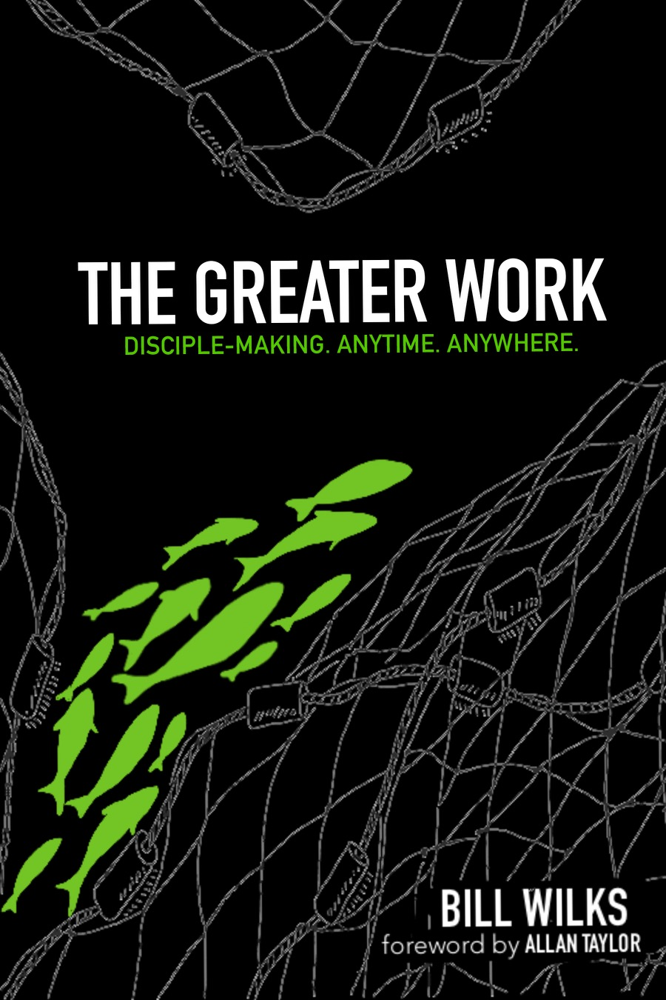 THE GREATER WORK
DISCIPLE-MAKING. ANYTIME. ANYWHERE.
BILL WILKS
foreword by ALLAN TAYLOR